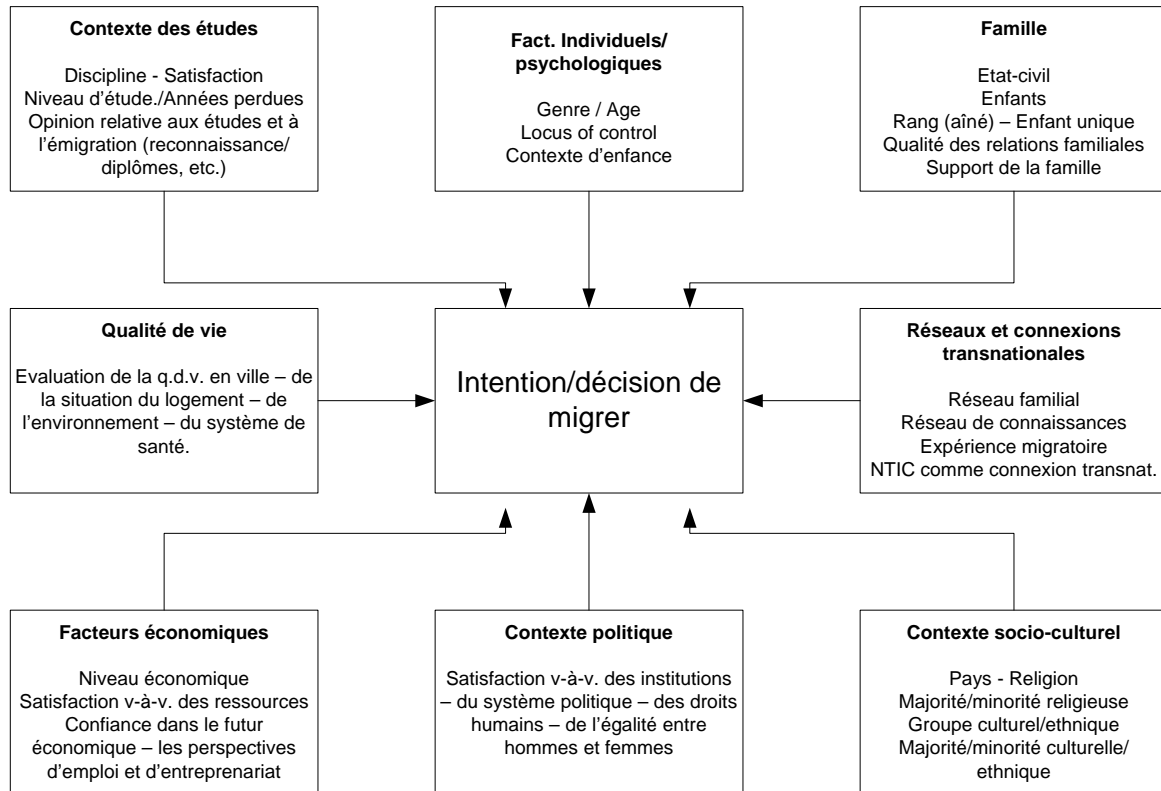 Contexte des études
Discipline - Satisfaction
Niveau d'étude./Années perdues
Opinion relative aux études et à
l'émigration (reconnaissance/
diplômes, etc.)
Fact. Individuels/
psychologiques
Genre / Age
Locus of control
Contexte d'enfance
Famille
Etat-civil
Enfants
Rang (aîné) – Enfant unique
Qualité des relations familiales
Support de la famille
Qualité de vie
Evaluation de la q.d.v. en ville – de
la situation du logement – de
l'environnement – du système de
santé.
Intention/décision de
migrer
Réseaux et connexions
transnationales
Réseau familial
Réseau de connaissances
Expérience migratoire
NTIC comme connexion transnat.
Facteurs économiques
Niveau économique
Satisfaction v-à-v. des ressources
Confiance dans le futur
économique – les perspectives
d'emploi et d'entreprenariat
Contexte politique
Satisfaction v-à-v. des institutions
– du système politique – des droits
humains – de l'égalité entre
hommes et femmes
Contexte socio-culturel
Pays - Religion
Majorité/minorité religieuse
Groupe culturel/ethnique
Majorité/minorité culturelle/
ethnique